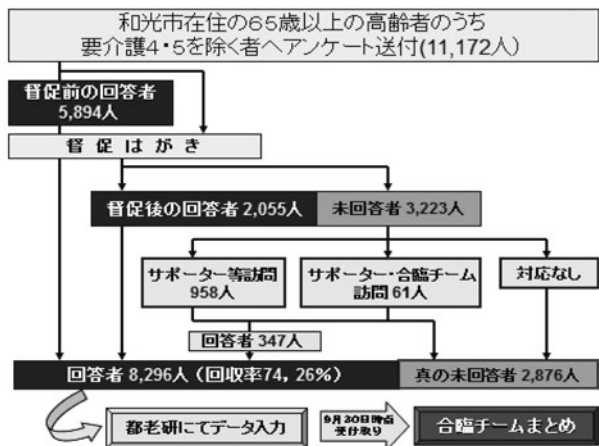 和光市在住の65歳以上の高齢者のうち
要介護4・5を除く者へアンケート送付(11,172人)
督促前の回答者
5,894人
督促はがき
督促後の回答者 2,055人
未回答者 3,223人
サポーター等訪問
958人
サポーター・合臨チーム
訪問 61人
対応なし
回答者 347人
回答者 8,296人 (回収率74, 26%)
真の未回答者 2,876人
都老研にてデータ入力
9月30日時点
受付取り
合臨チームまとめ